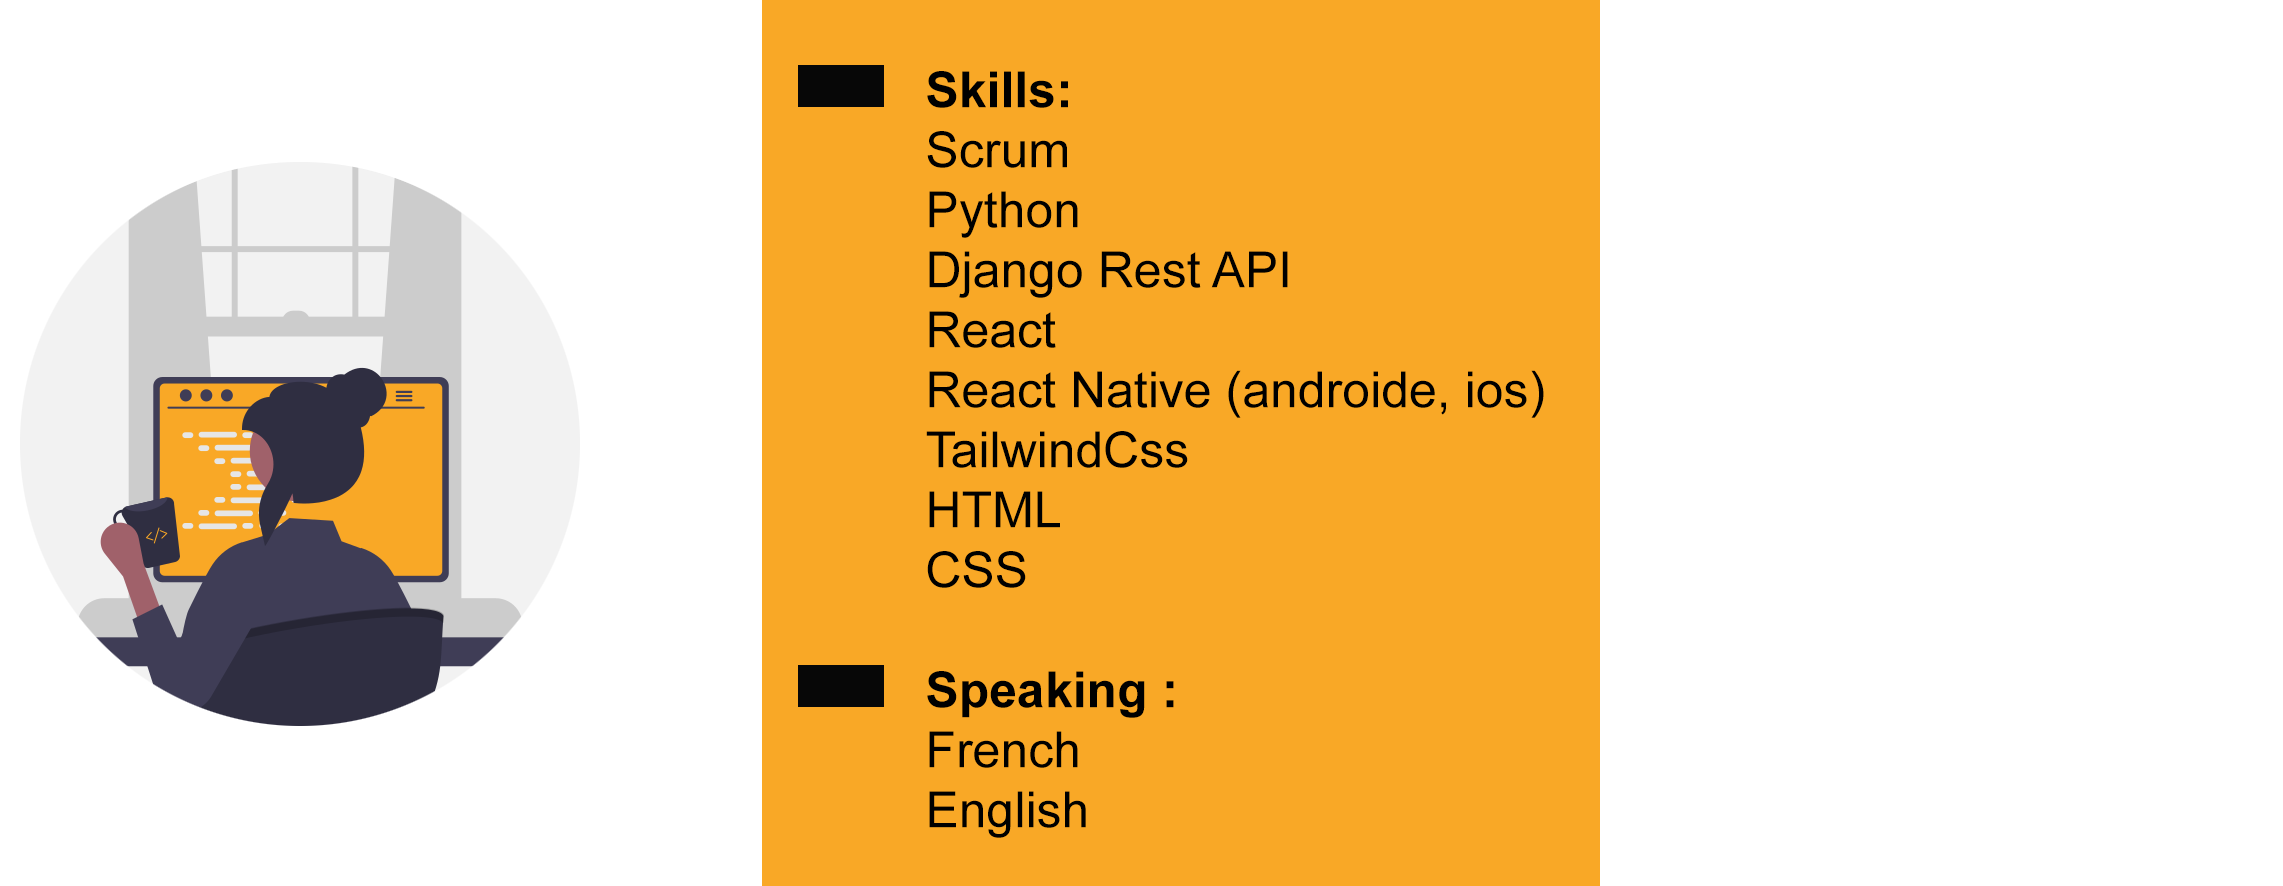 </>
Skills:
Scrum
Python
Django Rest API
React
React Native (androide, ios)
TailwindCss
HTML
CSS
Speaking :
French
English